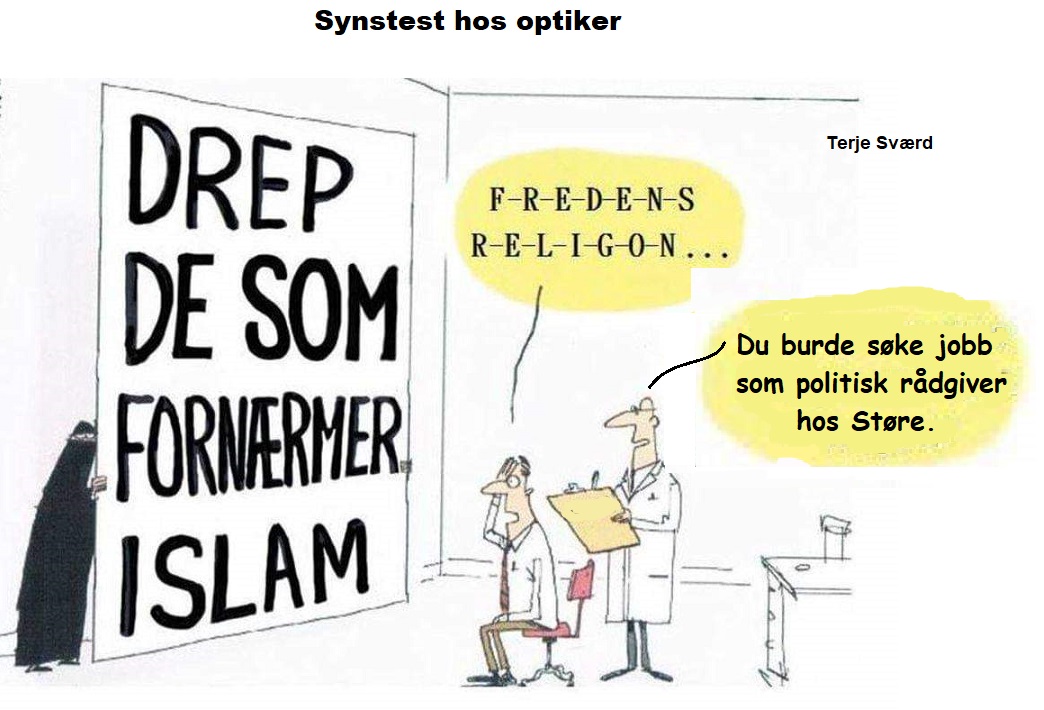 Synstest hos optiker
Terje Sværd
DREP
DE SOM
FORNÆRMER
ISLAM
F-R-E-D-E-N-S
R-E-L-I-G-O-N...
Du burde søke jobb
som politisk rådgiver
hos Støre.